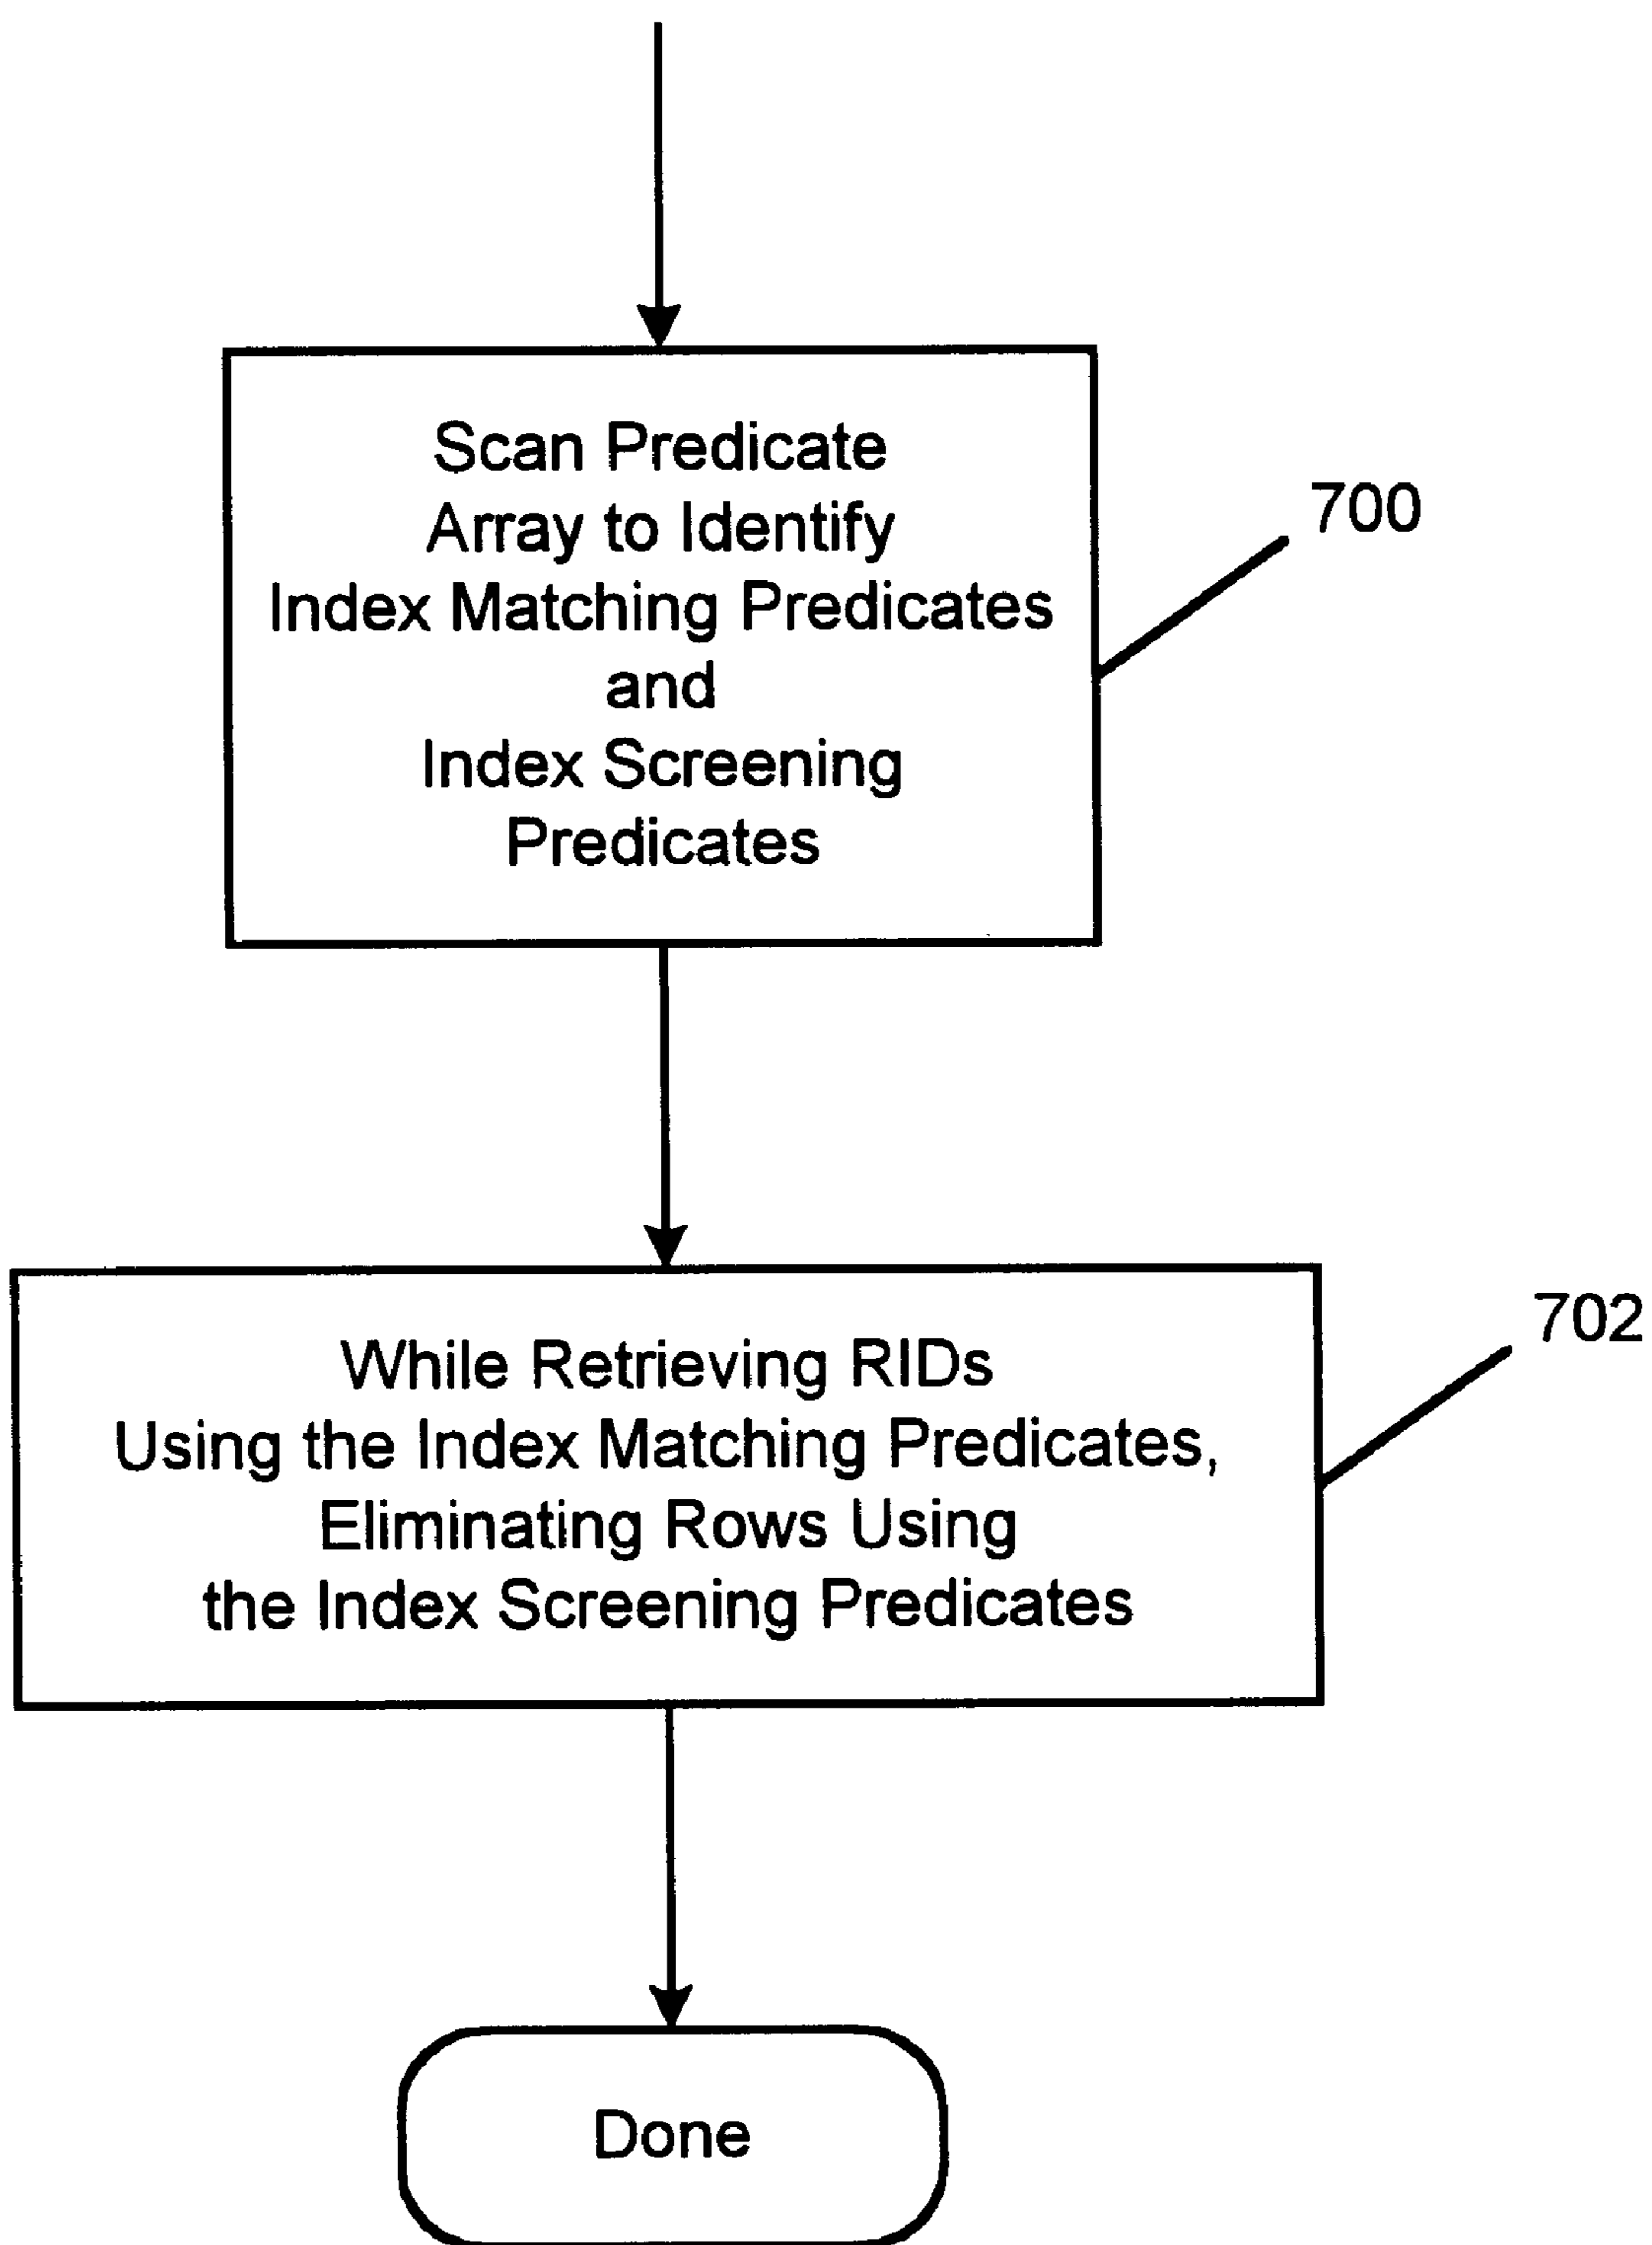 Scan Predicate
Array to Identify
Index Matching Predicates
and
Index Screening
Predicates
700
While Retrieving RIDs
Using the Index Matching Predicates,
Eliminating Rows Using
the Index Screening Predicates
702
Done